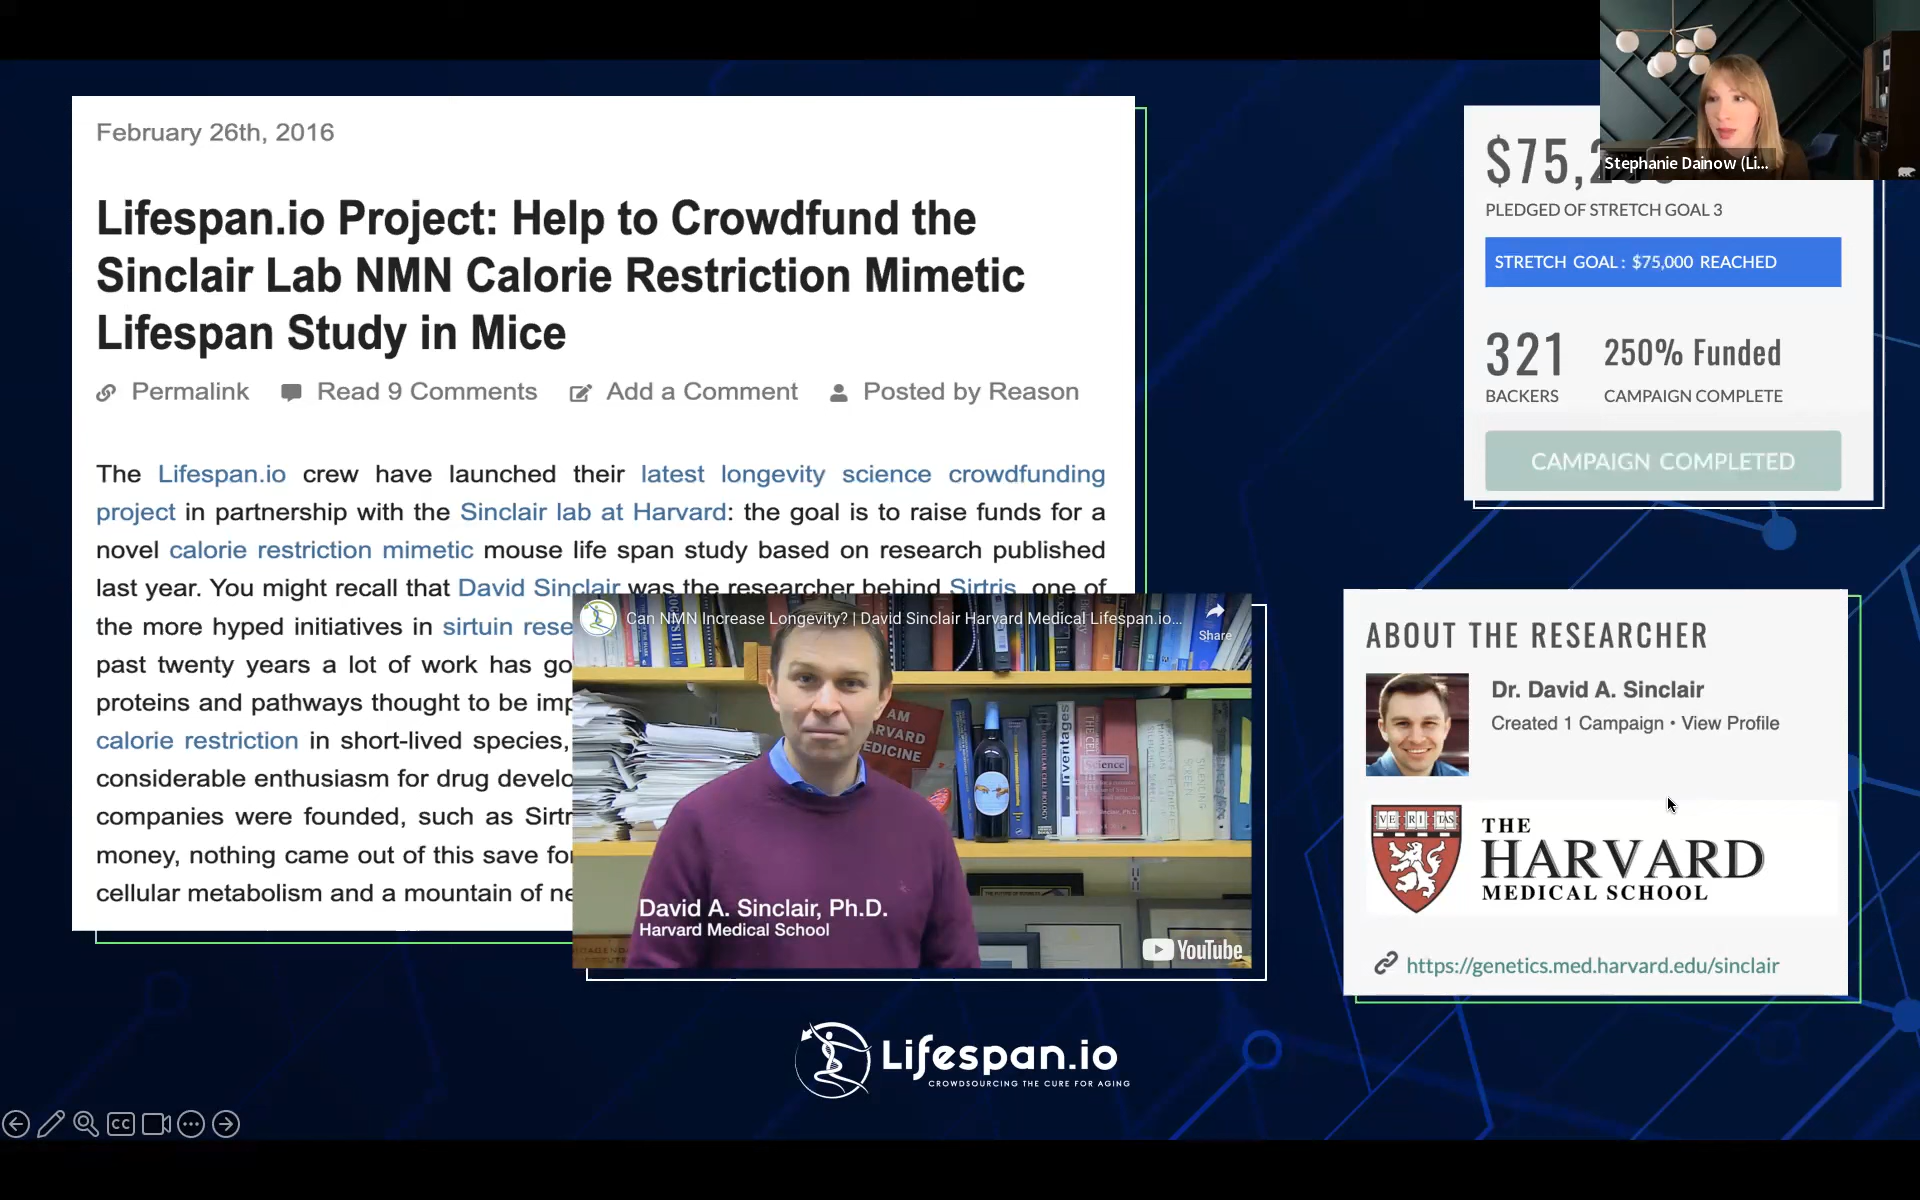 February 26th, 2016
Lifespan.io Project: Help to Crowdfund the
Sinclair Lab NMN Calorie Restriction Mimetic
Lifespan Study in Mice
Permalink Read 9 Comments Add a Comment Posted by Reason
The Lifespan.io crew have launched their latest longevity science crowdfunding
project in partnership with the Sinclair lab at Harvard: the goal is to raise funds for a
novel calorie restriction mimetic mouse life span study based on research published
last year. You might recall that David Sinclair was the researcher behind Sirtris, one of
the more hyped initiatives in sirtuin rese
past twenty years a lot of work has go
proteins and pathways thought to be imp
calorie restriction in short-lived species,
considerable enthusiasm for drug develo
companies were founded, such as Sirtr
money, nothing came out of this save for
cellular metabolism and a mountain of ne
Can NMN Increase Longevity? | David Sinclair Harvard Medical Lifespan.io...
Share
I AM
HARVARD
MEDICINE
liventages
Science
David A. Sinclair, Ph.D.
Harvard Medical School
YouTube
Stephanie Dainow (Li...
$75,2
PLEDGED OF STRETCH GOAL 3
STRETCH GOAL: $75,000 REACHED
321
BACKERS
250% Funded
CAMPAIGN COMPLETE
CAMPAIGN COMPLETED
ABOUT THE RESEARCHER
Dr. David A. Sinclair
Created 1 Campaign • View Profile
VE RI TAS
THE
HARVARD
MEDICAL SCHOOL
https://genetics.med.harvard.edu/sinclair
Lifespan.io
CROWDSOURCING THE CURE FOR AGING
CC